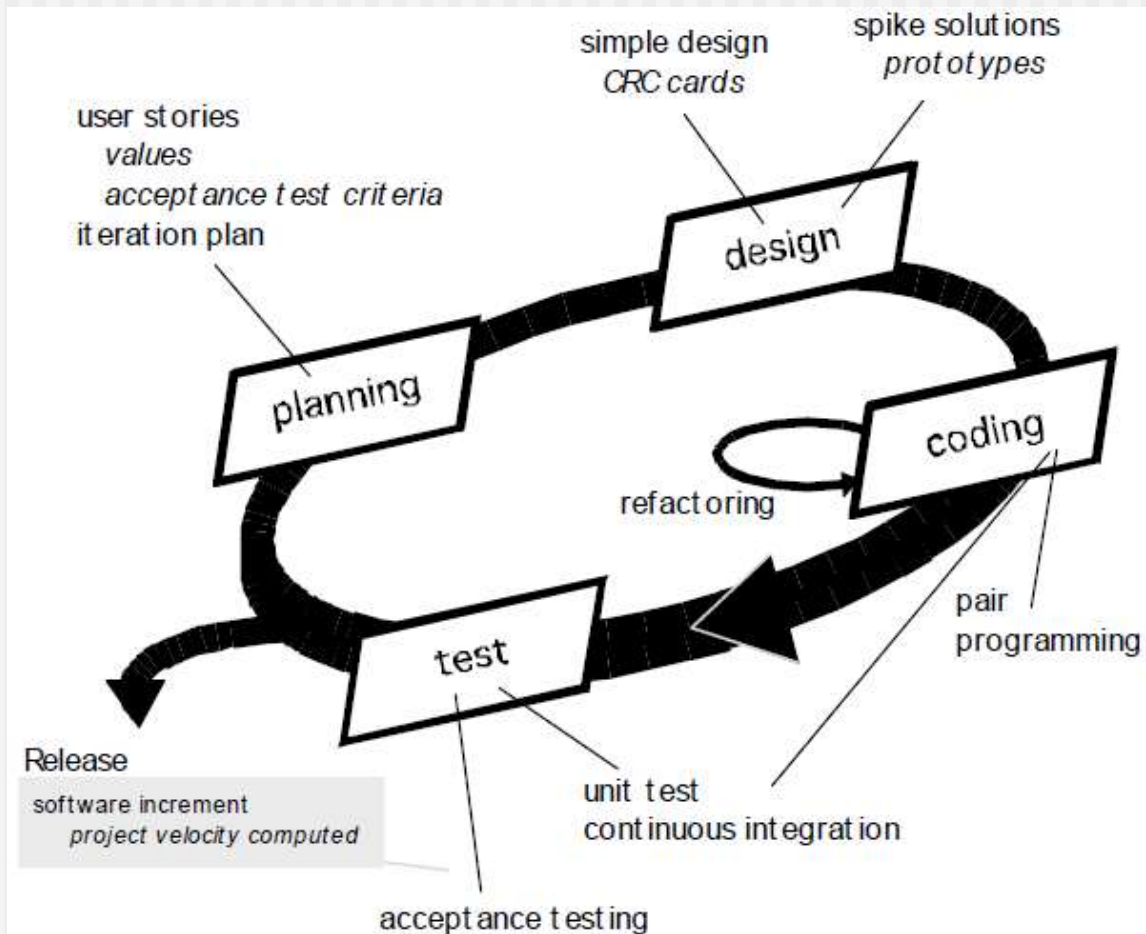 simple design
CRC cards
spike solutions
prototypes
user stories
values
acceptance test criteria
iteration plan
design
planning
coding
refactoring
pair
programming
test
Release
software increment
project velocity computed
unit test
continuous integration
acceptance testing